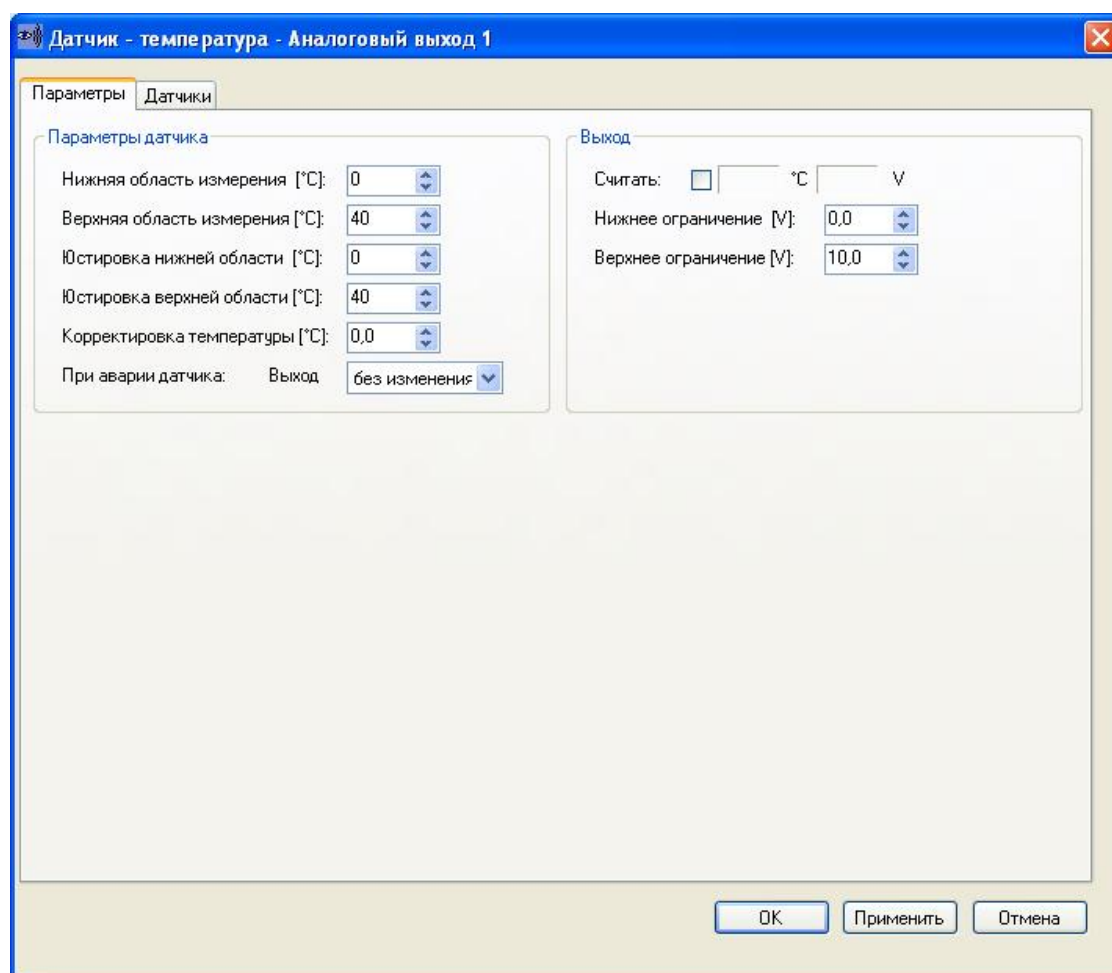 Датчик - температура - Аналоговый выход 1
Параметры Датчики
Параметры датчика
Нижняя область измерения [°C]: 0
Верхняя область измерения [°C]: 40
Юстировка нижней области [°C]: 0
Юстировка верхней области [°C]: 40
Корректировка температуры [°C]: 0,0
При аварии датчика: Выход без изменения
Выход
Считать: °C V
Нижнее ограничение [V]: 0,0
Верхнее ограничение [V]: 10,0
OK Применить Отмена